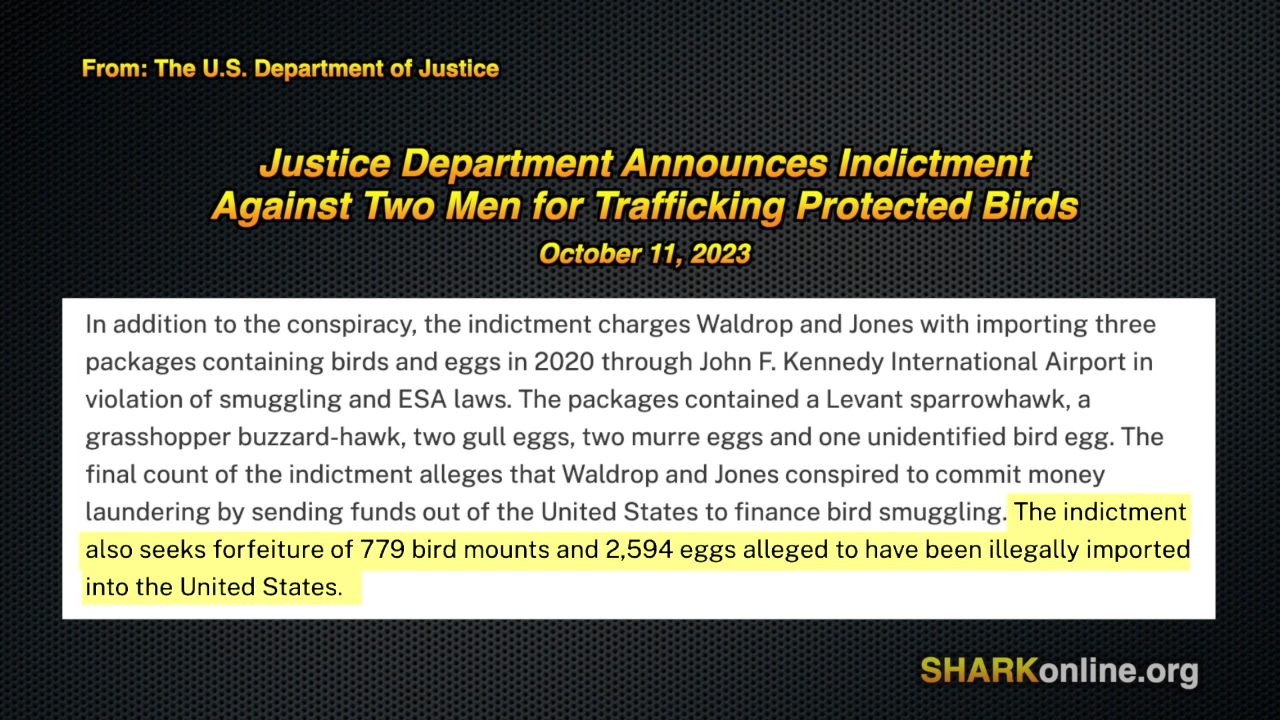 From: The U.S. Department of Justice
Justice Department Announces Indictment
Against Two Men for Trafficking Protected Birds
October 11, 2023
In addition to the conspiracy, the indictment charges Waldrop and Jones with importing three
packages containing birds and eggs in 2020 through John F. Kennedy International Airport in
violation of smuggling and ESA laws. The packages contained a Levant sparrowhawk, a
grasshopper buzzard-hawk, two gull eggs, two murre eggs and one unidentified bird egg. The
final count of the indictment alleges that Waldrop and Jones conspired to commit money
laundering by sending funds out of the United States to finance bird smuggling. The indictment
also seeks forfeiture of 779 bird mounts and 2,594 eggs alleged to have been illegally imported
into the United States.
SHARKonline.org